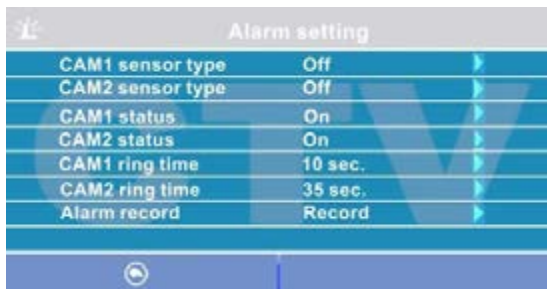 Alarm setting
CAM1 sensor type Off
CAM2 sensor type Off
CAM1 status On
CAM2 status On
CAM1 ring time 10 sec.
CAM2 ring time 35 sec.
Alarm record Record
CTV